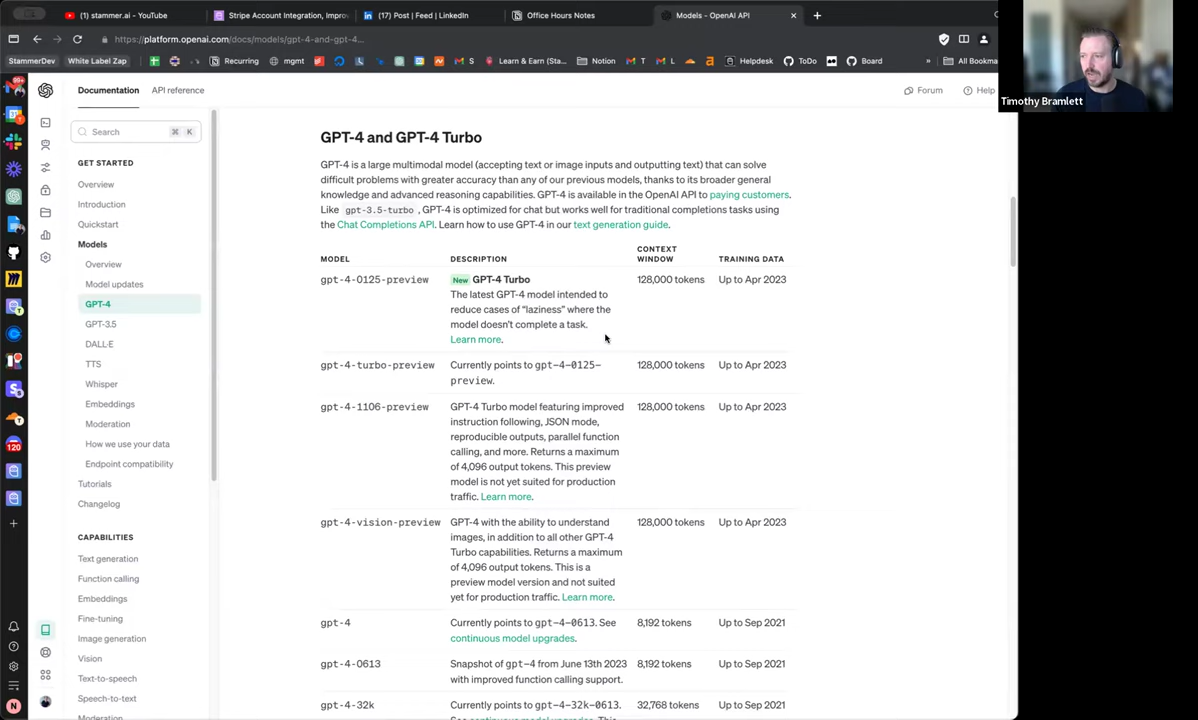 (1) stammer.ai - YouTube
Stripe Account Integration, Improv
(17) Post | Feed | LinkedIn
Office Hours Notes
Models - OpenAI API
https://platform.openai.com/docs/models/gpt-4-and-gpt-4...
StammerDev
White Label Zap
Recurring
mgmt
S
Learn & Earn (Sta...
Notion
T
L
Helpdesk
ToDo
Board
»
All Bookma
Timothy Bramlett
Documentation
API reference
Forum
Help
Search
⌘ K
GET STARTED
Overview
Introduction
Quickstart
Models
Overview
Model updates
GPT-4
GPT-3.5
DALL·E
TTS
Whisper
Embeddings
Moderation
How we use your data
Endpoint compatibility
Tutorials
Changelog
CAPABILITIES
Text generation
Function calling
Embeddings
Fine-tuning
Image generation
Vision
Text-to-speech
Speech-to-text
Moderation
99+
120
N
GPT-4 and GPT-4 Turbo
GPT-4 is a large multimodal model (accepting text or image inputs and outputting text) that can solve
difficult problems with greater accuracy than any of our previous models, thanks to its broader general
knowledge and advanced reasoning capabilities. GPT-4 is available in the OpenAI API to paying customers.
Like gpt-3.5-turbo, GPT-4 is optimized for chat but works well for traditional completions tasks using
the Chat Completions API. Learn how to use GPT-4 in our text generation guide.
MODEL DESCRIPTION CONTEXT WINDOW TRAINING DATA
gpt-4-0125-preview New GPT-4 Turbo 128,000 tokens Up to Apr 2023
The latest GPT-4 model intended to
reduce cases of “laziness” where the
model doesn’t complete a task.
Learn more.
gpt-4-turbo-preview Currently points to gpt-4-0125- 128,000 tokens Up to Apr 2023
preview.
gpt-4-1106-preview GPT-4 Turbo model featuring improved 128,000 tokens Up to Apr 2023
instruction following, JSON mode,
reproducible outputs, parallel function
calling, and more. Returns a maximum
of 4,096 output tokens. This preview
model is not yet suited for production
traffic. Learn more.
gpt-4-vision-preview GPT-4 with the ability to understand 128,000 tokens Up to Apr 2023
images, in addition to all other GPT-4
Turbo capabilities. Returns a maximum
of 4,096 output tokens. This is a
preview model version and not suited
yet for production traffic. Learn more.
gpt-4 Currently points to gpt-4-0613. See 8,192 tokens Up to Sep 2021
continuous model upgrades.
gpt-4-0613 Snapshot of gpt-4 from June 13th 2023 8,192 tokens Up to Sep 2021
with improved function calling support.
gpt-4-32k Currently points to gpt-4-32k-0613. 32,768 tokens Up to Sep 2021
See continuous model upgrades. This